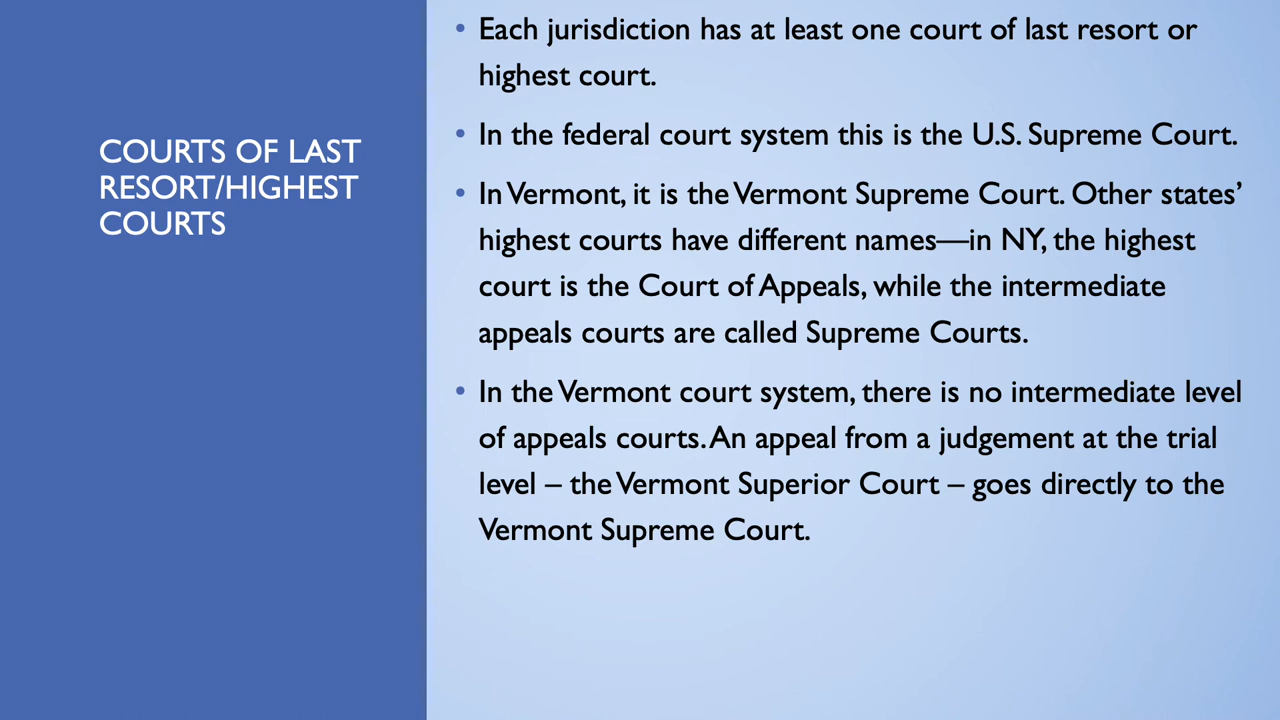 COURTS OF LAST
RESORT/HIGHEST
COURTS
• Each jurisdiction has at least one court of last resort or
highest court.
• In the federal court system this is the U.S. Supreme Court.
• In Vermont, it is the Vermont Supreme Court. Other states’
highest courts have different names—in NY, the highest
court is the Court of Appeals, while the intermediate
appeals courts are called Supreme Courts.
• In the Vermont court system, there is no intermediate level
of appeals courts. An appeal from a judgement at the trial
level – the Vermont Superior Court – goes directly to the
Vermont Supreme Court.